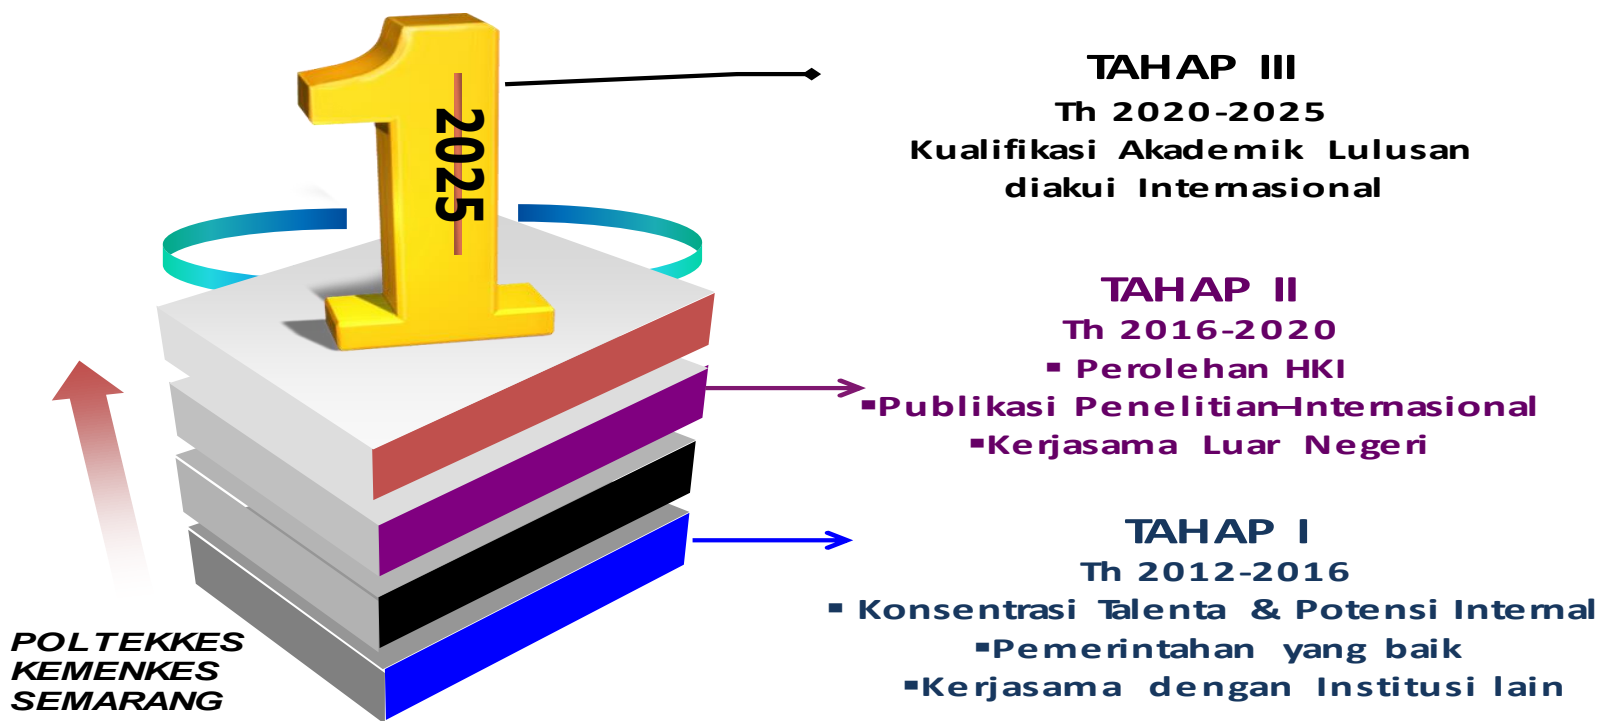 2025
TAHAP III
Th 2020-2025
Kualifikasi Akademik Lulusan
diakui Internasional
TAHAP II
Th 2016-2020
▪ Perolehan HKI
▪Publikasi Penelitian–Internasional
▪Kerjasama Luar Negeri
TAHAP I
Th 2012-2016
▪ Konsentrasi Talenta & Potensi Internal
▪Pemerintahan yang baik
▪Kerjasama dengan Institusi lain
POLTEKKES
KEMENKES
SEMARANG
1